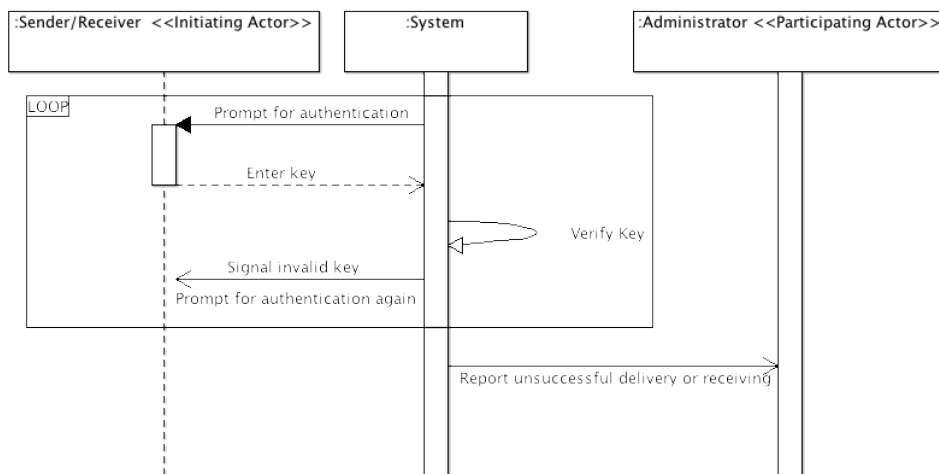 :Sender/Receiver <<Initiating Actor>>
:System
:Administrator <<Participating Actor>>
LOOP
Prompt for authentication
Enter key
Verify Key
Signal invalid key
Prompt for authentication again
Report unsuccessful delivery or receiving